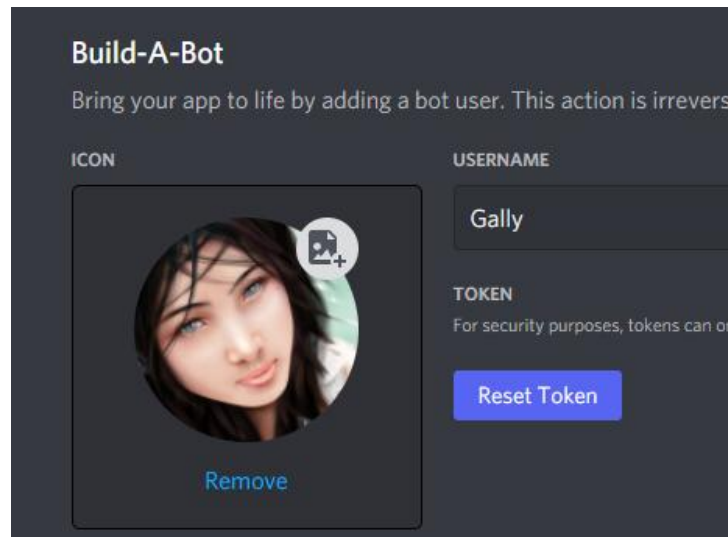 Build-A-Bot
Bring your app to life by adding a bot user. This action is
ICON
USERNAME
Gally
TOKEN
For security purposes, tokens can
Reset Token
Remove